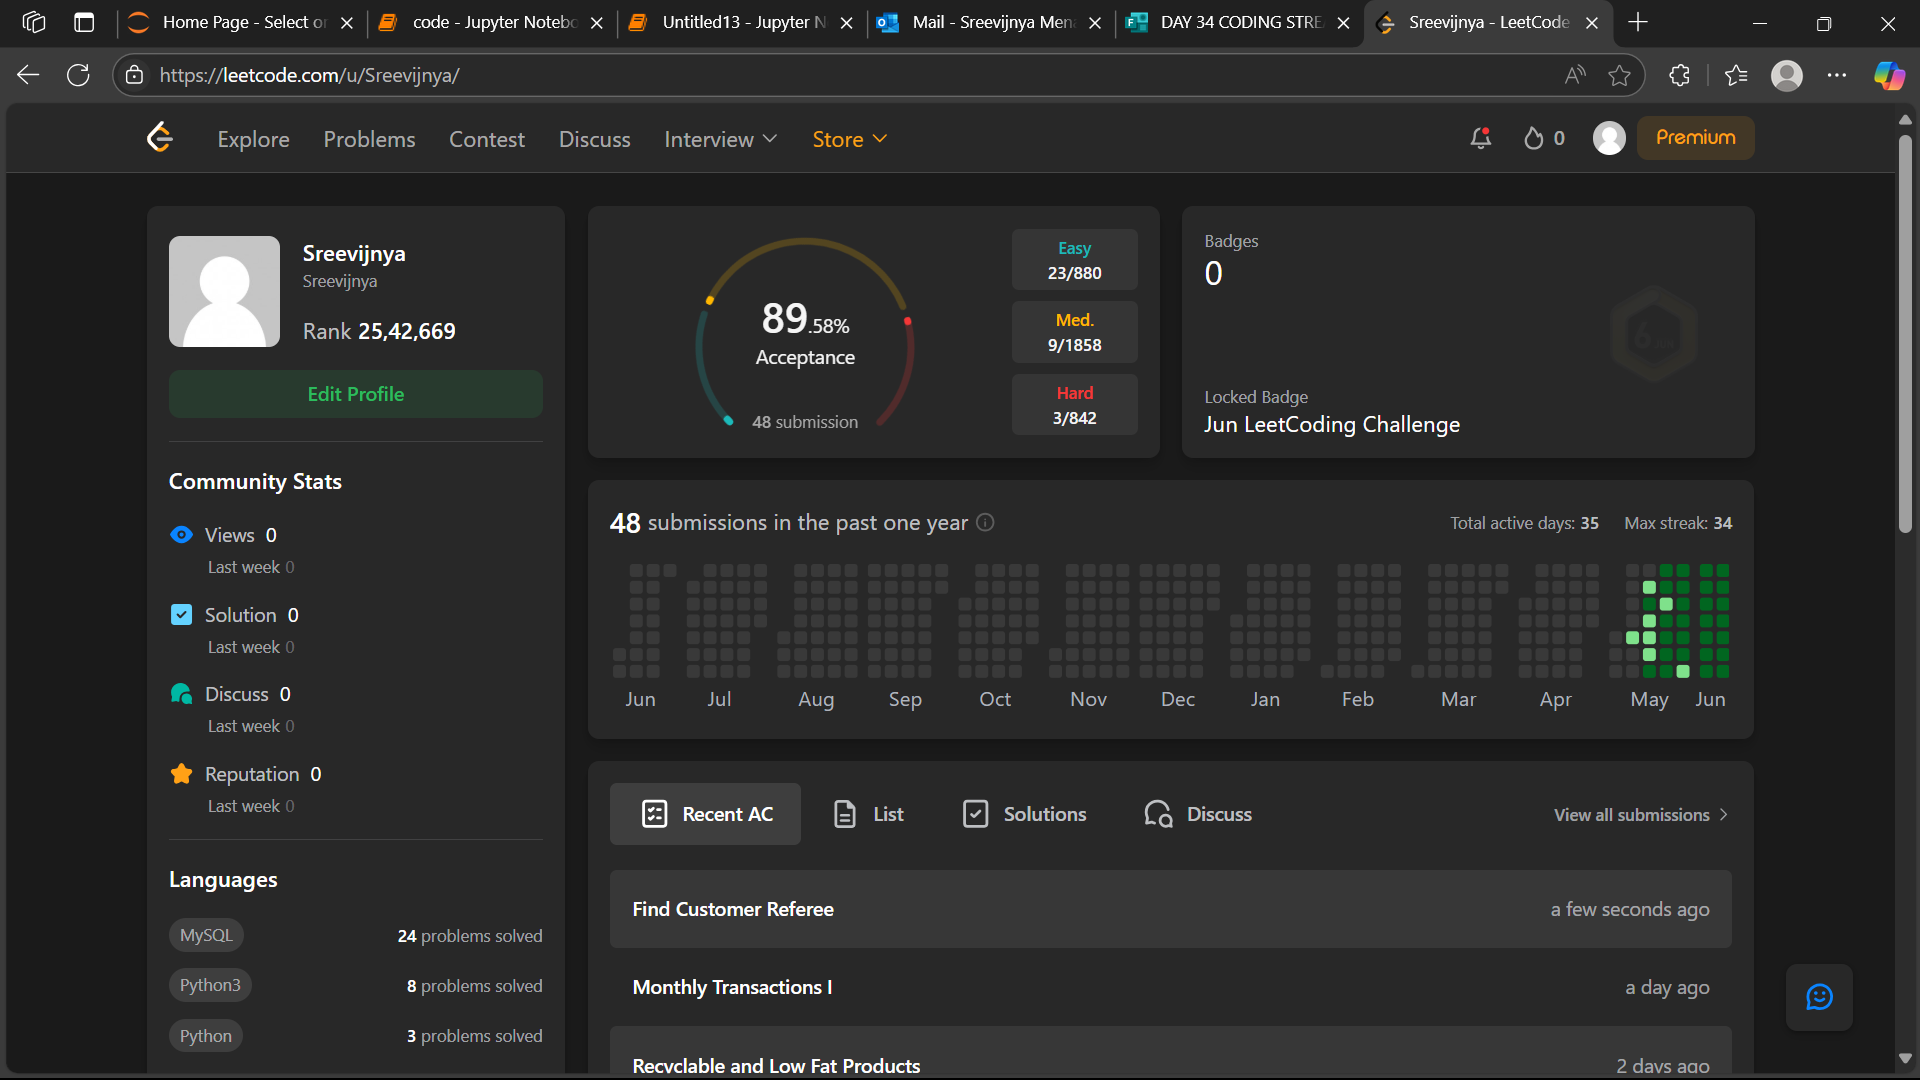 Home Page - Select or
code - Jupyter Notebo
Untitled13 - Jupyter N
Mail - Sreevijnya Mena
DAY 34 CODING STRE
Sreevijnya - LeetCode
https://leetcode.com/u/Sreevijnya/
Explore Problems Contest Discuss Interview Store
0
Premium
Sreevijnya
Sreevijnya
Rank 25,42,669
Edit Profile
Community Stats
Views 0
Last week 0
Solution 0
Last week 0
Discuss 0
Last week 0
Reputation 0
Last week 0
Languages
MySQL 24 problems solved
Python3 8 problems solved
Python 3 problems solved
89.58%
Acceptance
48 submission
Easy
23/880
Med.
9/1858
Hard
3/842
Badges
0
Locked Badge
Jun LeetCoding Challenge
48 submissions in the past one year
Total active days: 35 Max streak: 34
Jun Jul Aug Sep Oct Nov Dec Jan Feb Mar Apr May Jun
Recent AC List Solutions Discuss
View all submissions
Find Customer Referee a few seconds ago
Monthly Transactions I a day ago
Recyclable and Low Fat Products 2 days ago